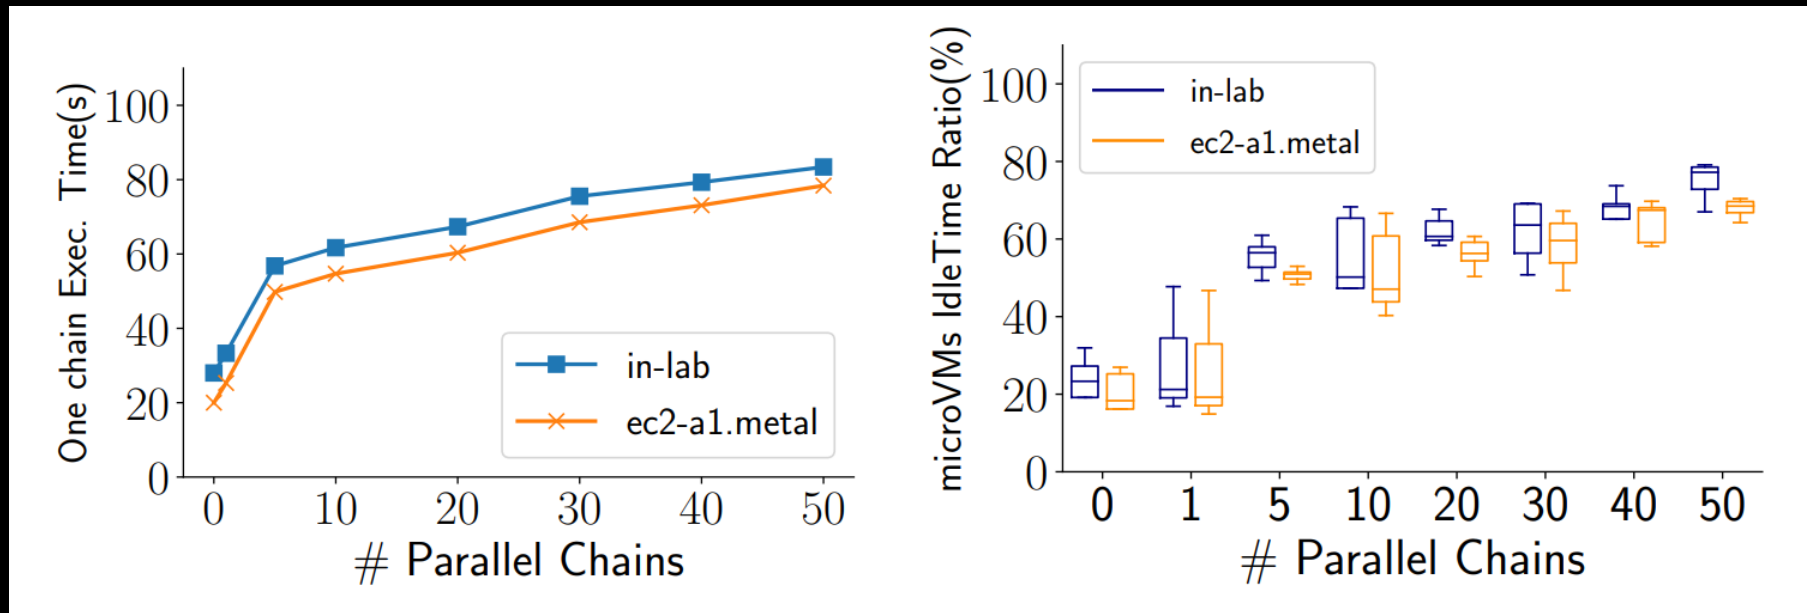 One chain Exec. Time(s)
100
80
60
40
20
0
in-lab
ec2-a1.metal
0 10 20 30 40 50
# Parallel Chains
microVMs IdleTime Ratio(%)
100
80
60
40
20
0
in-lab
ec2-a1.metal
0 1 5 10 20 30 40 50
# Parallel Chains